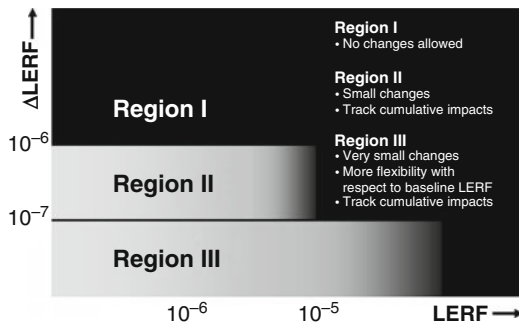 ΔLERF
Region I
• No changes allowed
Region II
• Small changes
• Track cumulative impacts
Region III
• Very small changes
• More flexibility with
respect to baseline LERF
• Track cumulative impacts
Region I
10⁻⁶
Region II
10⁻⁷
Region III
10⁻⁶
10⁻⁵
LERF